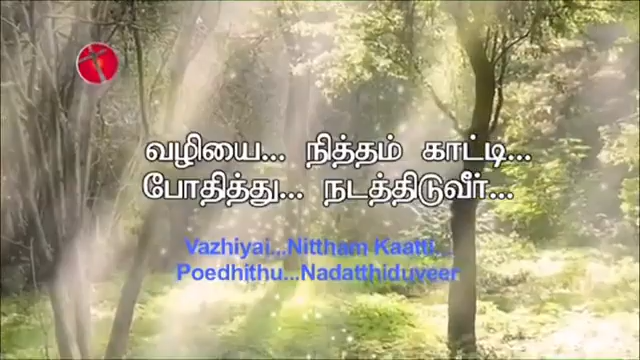 வழியை... நித்தம் காட்டி...
போதித்து... நடத்திடுவீர்...
Vazhiyai...Nittham Kaatti...
Poedhithu...Nadatthiduveer